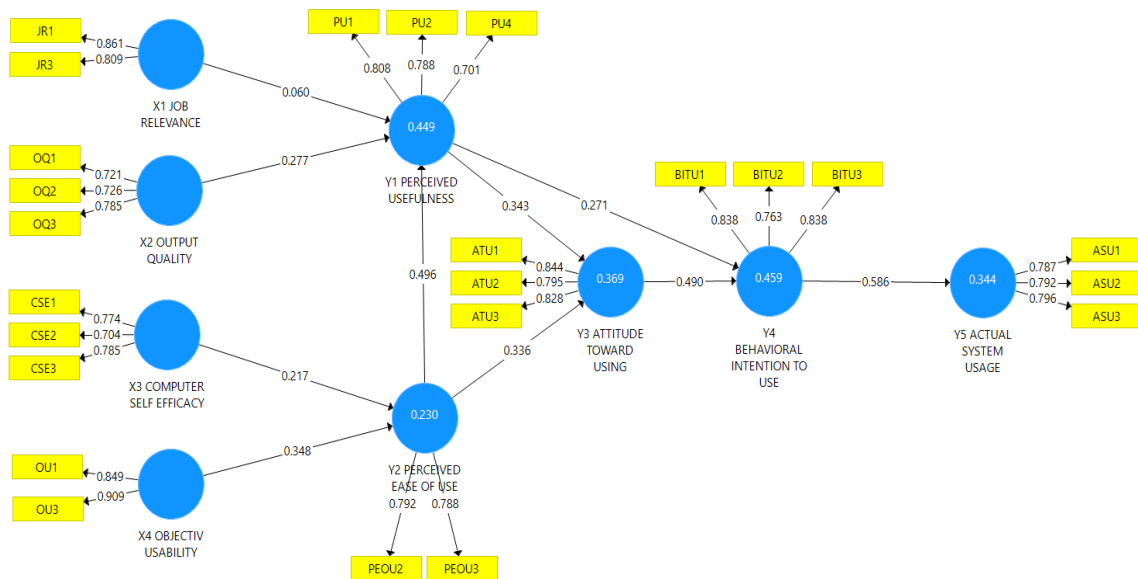 JR1
0.861
JR3
0.809
X1 JOB
RELEVANCE
OQ1
0.721
OQ2
0.726
OQ3
0.785
X2 OUTPUT
QUALITY
CSE1
0.774
CSE2
0.704
CSE3
0.785
X3 COMPUTER
SELF EFFICACY
OU1
0.849
OU3
0.909
X4 OBJECTIV
USABILITY
0.060
0.277
0.217
0.348
PU1
PU2
PU4
0.808
0.788
0.701
0.449
Y1 PERCEIVED
USEFULNESS
0.496
0.230
Y2 PERCEIVED
EASE OF USE
0.792
0.788
PEOU2
PEOU3
0.343
0.271
0.336
ATU1
0.844
ATU2
0.795
ATU3
0.828
0.369
Y3 ATTITUDE
TOWARD
USING
0.490
BITU1
BITU2
BITU3
0.838
0.763
0.838
0.459
Y4
BEHAVIORAL
INTENTION TO
USE
0.586
0.344
Y5 ACTUAL
SYSTEM
USAGE
0.787
ASU1
0.792
ASU2
0.796
ASU3